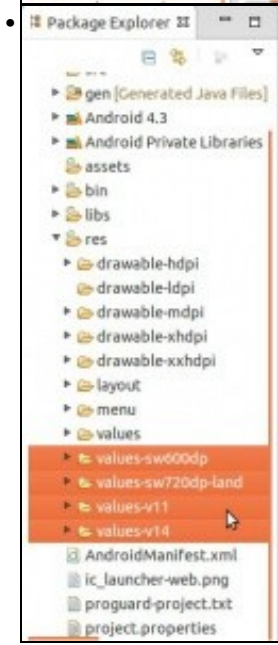 Package Explorer
gen [Generated Java Files]
Android 4.3
Android Private Libraries
assets
bin
libs
res
drawable-hdpi
drawable-ldpi
drawable-mdpi
drawable-xhdpi
drawable-xxhdpi
layout
menu
values
values-sw600dp
values-sw720dp-land
values-v11
values-v14
AndroidManifest.xml
ic_launcher-web.png
proguard-project.txt
project.properties